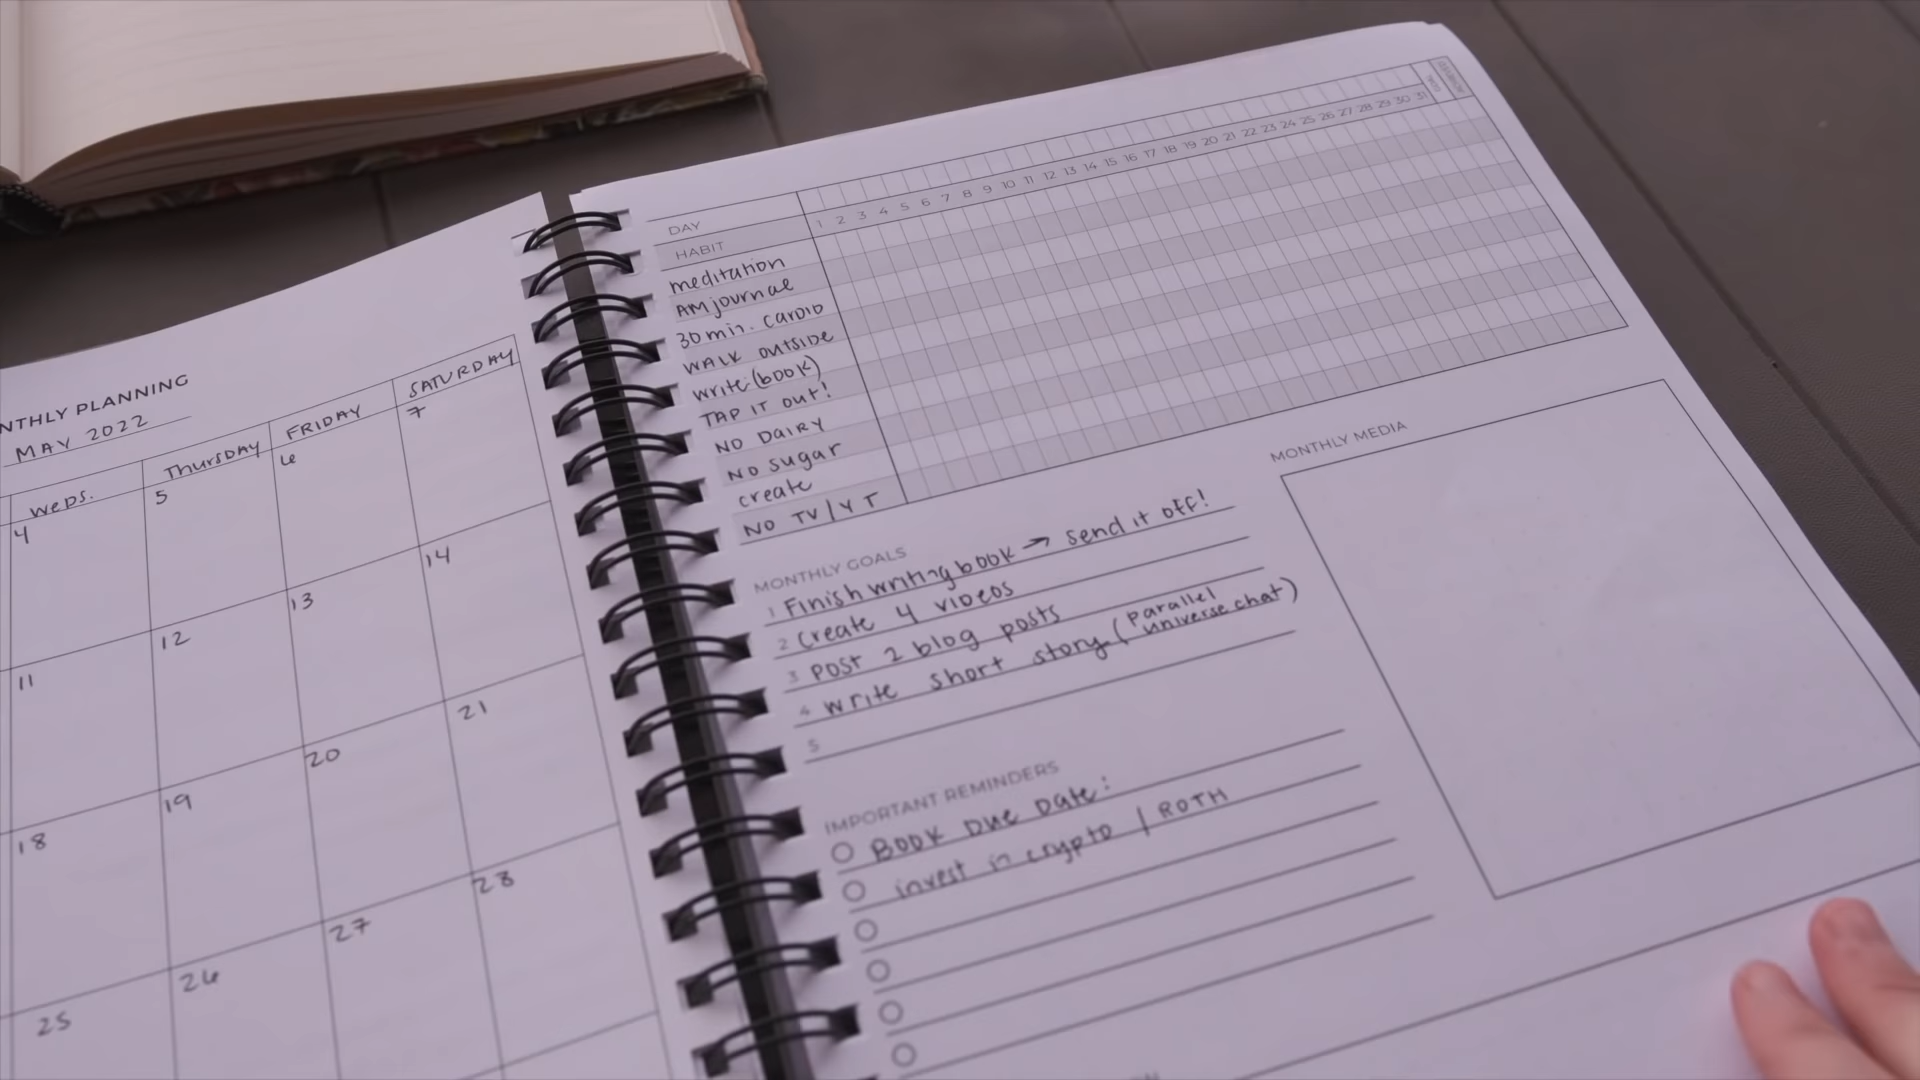 NTHLY PLANNING
MAY 2022
WEDS. THURSDAY FRIDAY SATURDAY
4 5 6 7
11 12 13 14
18 19 20 21
25 26 27 28
DAY
HABIT 1 2 3 4 5 6 7 8 9 10 11 12 13 14 15 16 17 18 19 20 21 22 23 24 25 26 27 28 29 30 31 GOAL ACHIEVED
meditation
AM journal
30 min. cardio
WALK outside
write (book)
TAP IT out!
NO DAIRY
NO sugar
create
NO TV/YT
MONTHLY GOALS
1 Finish writing book → send it off!
2 Create 4 videos
3 POST 2 blog posts
4 write short story (parallel universe chat)
5
IMPORTANT REMINDERS
BOOK DUE DATE:
invest in crypto / ROTH
MONTHLY MEDIA